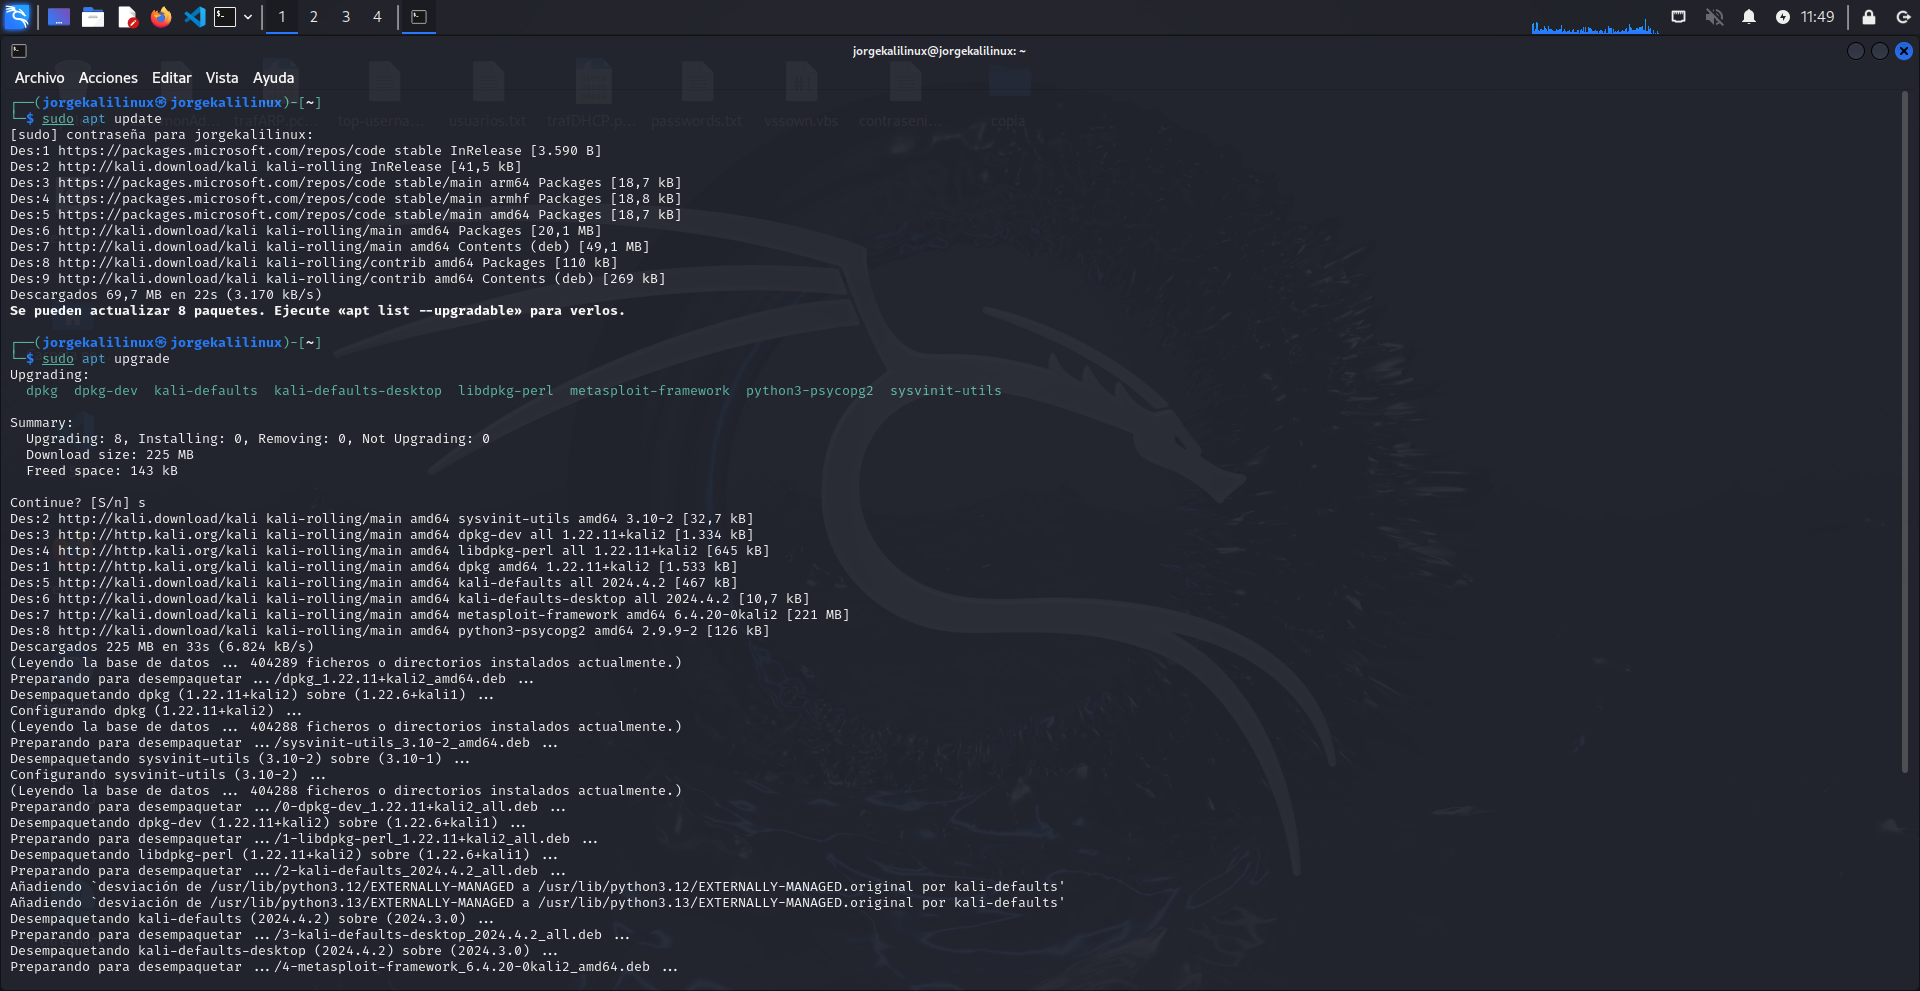 1 2 3 4 11:49
jorgekalilinux@jorgekalilinux: ~
Archivo Acciones Editar Vista Ayuda
trafARP.pc... top-userna... usuarios.txt trafDHCP.p... passwords.txt vssown.vbs contraseni... copia
┌──(jorgekalilinux㉿jorgekalilinux)-[~]
└─$ sudo apt update
[sudo] contraseña para jorgekalilinux:
Des:1 https://packages.microsoft.com/repos/code stable InRelease [3.590 B]
Des:2 http://kali.download/kali kali-rolling InRelease [41,5 kB]
Des:3 https://packages.microsoft.com/repos/code stable/main arm64 Packages [18,7 kB]
Des:4 https://packages.microsoft.com/repos/code stable/main armhf Packages [18,8 kB]
Des:5 https://packages.microsoft.com/repos/code stable/main amd64 Packages [18,7 kB]
Des:6 http://kali.download/kali kali-rolling/main amd64 Packages [20,1 MB]
Des:7 http://kali.download/kali kali-rolling/main amd64 Contents (deb) [49,1 MB]
Des:8 http://kali.download/kali kali-rolling/contrib amd64 Packages [110 kB]
Des:9 http://kali.download/kali kali-rolling/contrib amd64 Contents (deb) [269 kB]
Descargados 69,7 MB en 22s (3.170 kB/s)
Se pueden actualizar 8 paquetes. Ejecute «apt list --upgradable» para verlos.
┌──(jorgekalilinux㉿jorgekalilinux)-[~]
└─$ sudo apt upgrade
Upgrading:
dpkg dpkg-dev kali-defaults kali-defaults-desktop libdpkg-perl metasploit-framework python3-psycopg2 sysvinit-utils
Summary:
Upgrading: 8, Installing: 0, Removing: 0, Not Upgrading: 0
Download size: 225 MB
Freed space: 143 kB
Continue? [S/n] s
Des:2 http://kali.download/kali kali-rolling/main amd64 sysvinit-utils amd64 3.10-2 [32,7 kB]
Des:3 http://http.kali.org/kali kali-rolling/main amd64 dpkg-dev all 1.22.11+kali2 [1.334 kB]
Des:4 http://http.kali.org/kali kali-rolling/main amd64 libdpkg-perl all 1.22.11+kali2 [645 kB]
Des:1 http://http.kali.org/kali kali-rolling/main amd64 dpkg amd64 1.22.11+kali2 [1.533 kB]
Des:5 http://kali.download/kali kali-rolling/main amd64 kali-defaults all 2024.4.2 [467 kB]
Des:6 http://kali.download/kali kali-rolling/main amd64 kali-defaults-desktop all 2024.4.2 [10,7 kB]
Des:7 http://kali.download/kali kali-rolling/main amd64 metasploit-framework amd64 6.4.20-0kali2 [221 MB]
Des:8 http://kali.download/kali kali-rolling/main amd64 python3-psycopg2 amd64 2.9.9-2 [126 kB]
Descargados 225 MB en 33s (6.824 kB/s)
(Leyendo la base de datos ... 404289 ficheros o directorios instalados actualmente.)
Preparando para desempaquetar .../dpkg_1.22.11+kali2_amd64.deb ...
Desempaquetando dpkg (1.22.11+kali2) sobre (1.22.6+kali1) ...
Configurando dpkg (1.22.11+kali2) ...
(Leyendo la base de datos ... 404288 ficheros o directorios instalados actualmente.)
Preparando para desempaquetar .../sysvinit-utils_3.10-2_amd64.deb ...
Desempaquetando sysvinit-utils (3.10-2) sobre (3.10-1) ...
Configurando sysvinit-utils (3.10-2) ...
(Leyendo la base de datos ... 404288 ficheros o directorios instalados actualmente.)
Preparando para desempaquetar .../0-dpkg-dev_1.22.11+kali2_all.deb ...
Desempaquetando dpkg-dev (1.22.11+kali2) sobre (1.22.6+kali1) ...
Preparando para desempaquetar .../1-libdpkg-perl_1.22.11+kali2_all.deb ...
Desempaquetando libdpkg-perl (1.22.11+kali2) sobre (1.22.6+kali1) ...
Preparando para desempaquetar .../2-kali-defaults_2024.4.2_all.deb ...
Añadiendo `desviación de /usr/lib/python3.12/EXTERNALLY-MANAGED a /usr/lib/python3.12/EXTERNALLY-MANAGED.original por kali-defaults'
Añadiendo `desviación de /usr/lib/python3.13/EXTERNALLY-MANAGED a /usr/lib/python3.13/EXTERNALLY-MANAGED.original por kali-defaults'
Desempaquetando kali-defaults (2024.4.2) sobre (2024.3.0) ...
Preparando para desempaquetar .../3-kali-defaults-desktop_2024.4.2_all.deb ...
Desempaquetando kali-defaults-desktop (2024.4.2) sobre (2024.3.0) ...
Preparando para desempaquetar .../4-metasploit-framework_6.4.20-0kali2_amd64.deb ...